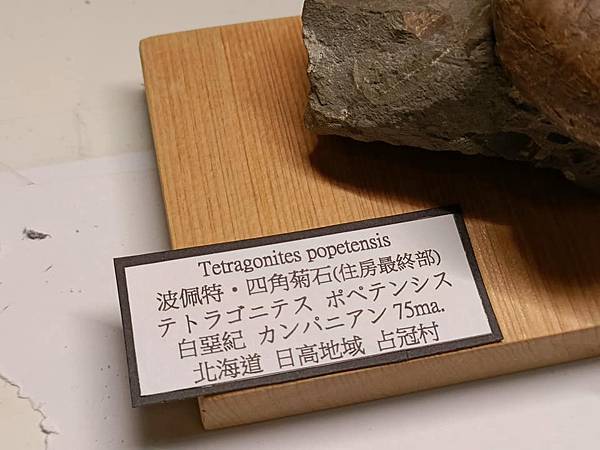 Tetragonites popetensis
波佩特・四角菊石(住房最終部)
テトラゴニテス ポペテンシス
白堊紀 カンパニアン 75ma.
北海道 日高地域 占冠村